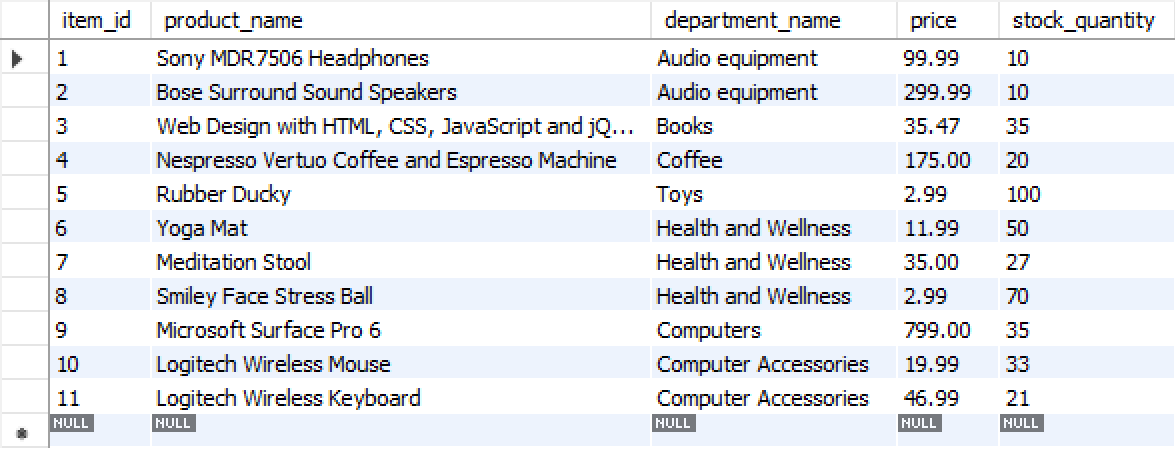 item_id product_name department_name price stock_quantity
1 Sony MDR7506 Headphones Audio equipment 99.99 10
2 Bose Surround Sound Speakers Audio equipment 299.99 10
3 Web Design with HTML, CSS, JavaScript and jQ... Books 35.47 35
4 Nespresso Vertuo Coffee and Espresso Machine Coffee 175.00 20
5 Rubber Ducky Toys 2.99 100
6 Yoga Mat Health and Wellness 11.99 50
7 Meditation Stool Health and Wellness 35.00 27
8 Smiley Face Stress Ball Health and Wellness 2.99 70
9 Microsoft Surface Pro 6 Computers 799.00 35
10 Logitech Wireless Mouse Computer Accessories 19.99 33
11 Logitech Wireless Keyboard Computer Accessories 46.99 21
NULL NULL NULL NULL NULL